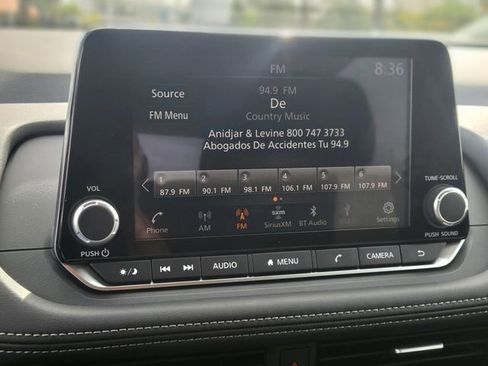 FM 8:36
Source 94.9 FM
De
FM Menu Country Music
Anidjar & Levine 800 747 3733
Abogados De Accidentes Tu 94.9
1 2 3 4 5 6
87.9 FM 90.1 FM 98.1 FM 106.1 FM 107.9 FM 107.9 FM
VOL TUNE-SCROLL
sxm
Phone AM FM SiriusXM BT Audio Settings
PUSH PUSH SOUND
AUDIO MENU CAMERA